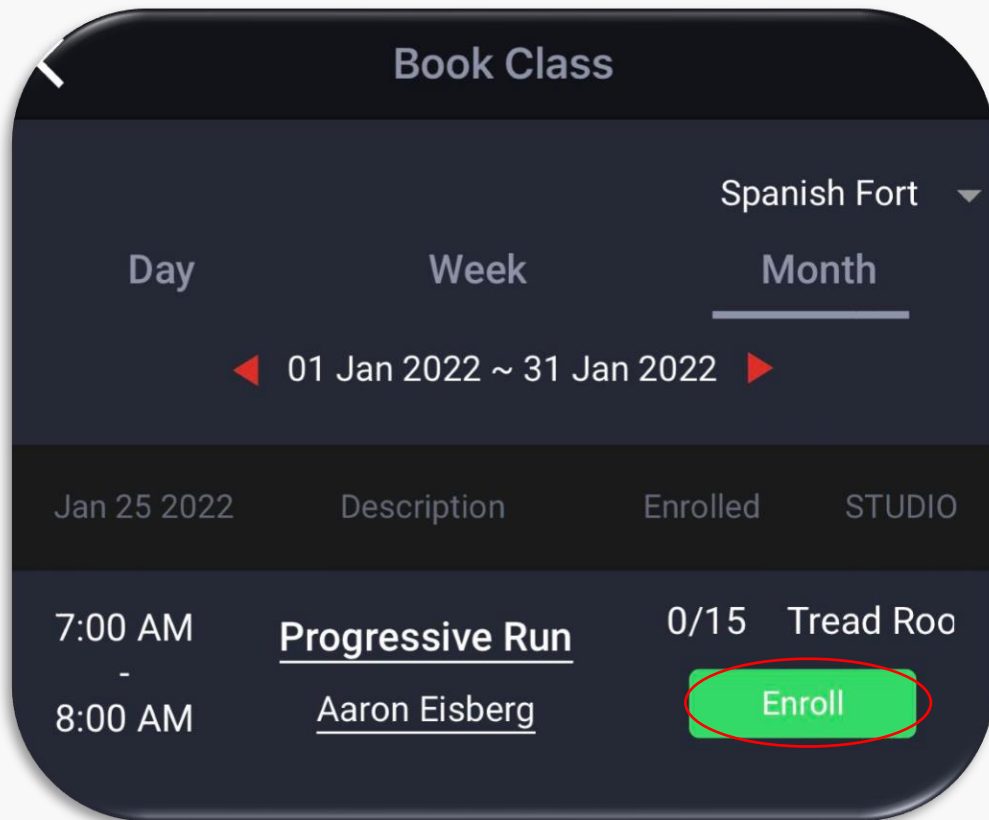 Book Class
Spanish Fort
Day Week Month
01 Jan 2022 ~ 31 Jan 2022
Jan 25 2022 Description Enrolled STUDIO
7:00 AM
-
8:00 AM
Progressive Run
Aaron Eisberg
0/15 Tread Roo
Enroll